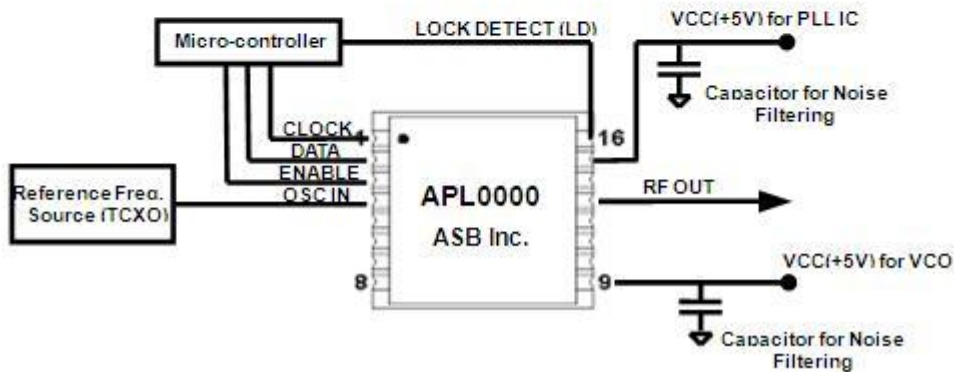 Micro-controller
LOCK DETECT (LD)
VCC(+5V) for PLL IC
Capacitor for Noise
Filtering
CLOCK
1
16
DATA
ENABLE
OSC IN
Reference Freq.
Source (TCXO)
APL0000
ASB Inc.
RF OUT
8
9
VCC(+5V) for VCO
Capacitor for Noise
Filtering